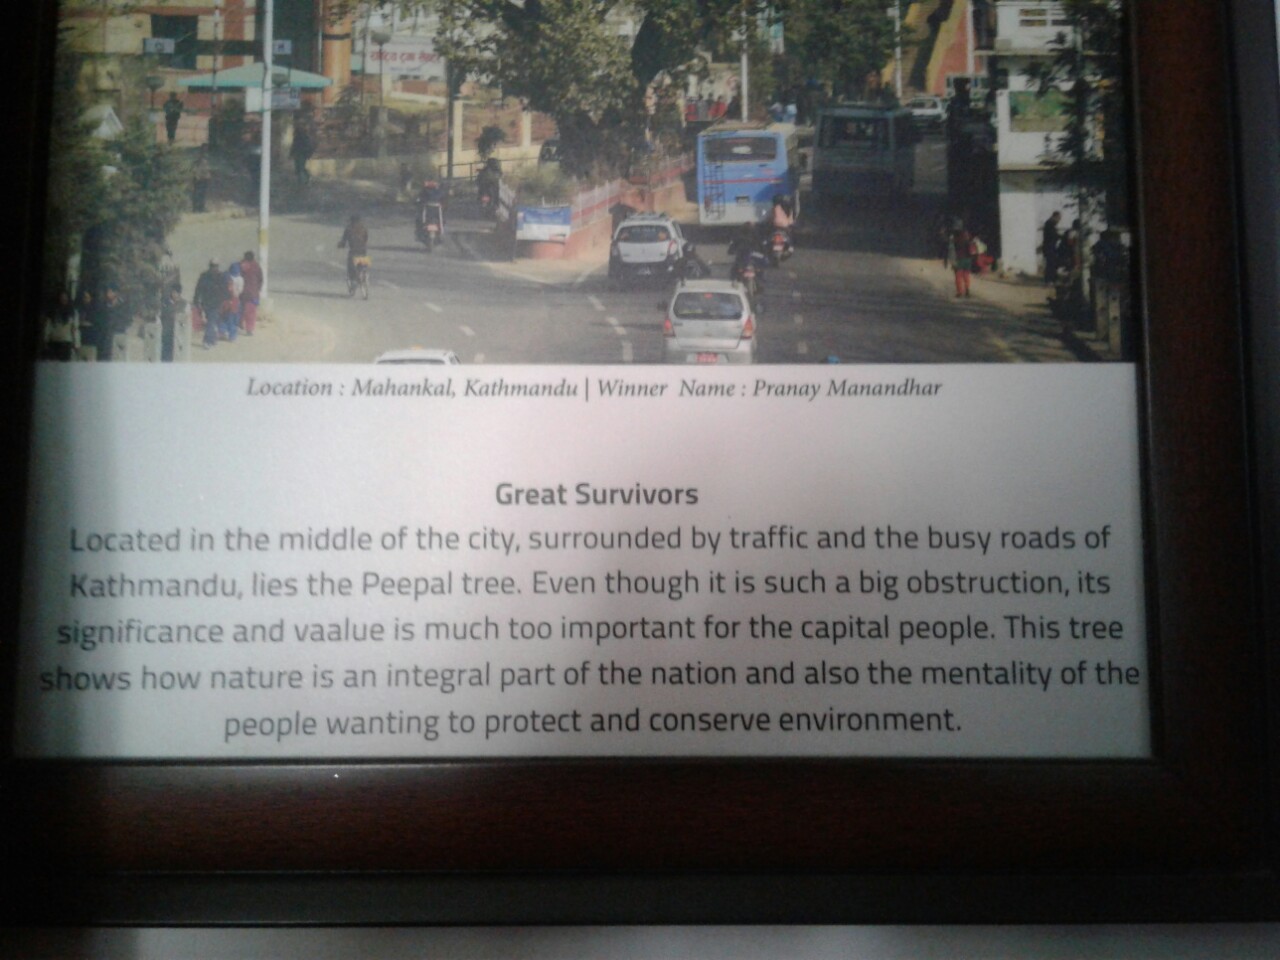 Location : Mahankal, Kathmandu | Winner Name : Pranay Manandhar
Great Survivors
Located in the middle of the city, surrounded by traffic and the busy roads of
Kathmandu, lies the Peepal tree. Even though it is such a big obstruction, its
significance and vaalue is much too important for the capital people. This tree
shows how nature is an integral part of the nation and also the mentality of the
people wanting to protect and conserve environment.